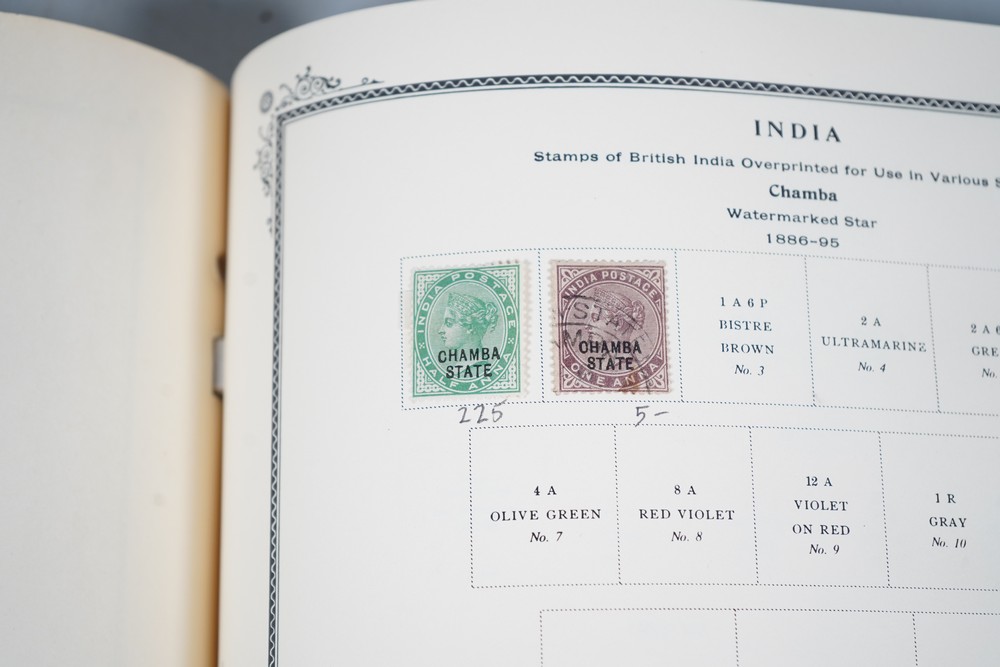 INDIA
Stamps of British India Overprinted for Use in Various
Chamba
Watermarked Star
1886-95
INDIA POSTAGE
CHAMBA
STATE
HALF ANNA
INDIA POSTAGE
CHAMBA
STATE
ONE ANNA
1 A 6 P
BISTRE
BROWN
No. 3
2 A
ULTRAMARINE
No. 4
2 A
GRE
No.
225
5-
4 A
OLIVE GREEN
No. 7
8 A
RED VIOLET
No. 8
12 A
VIOLET
ON RED
No. 9
1 R
GRAY
No. 10